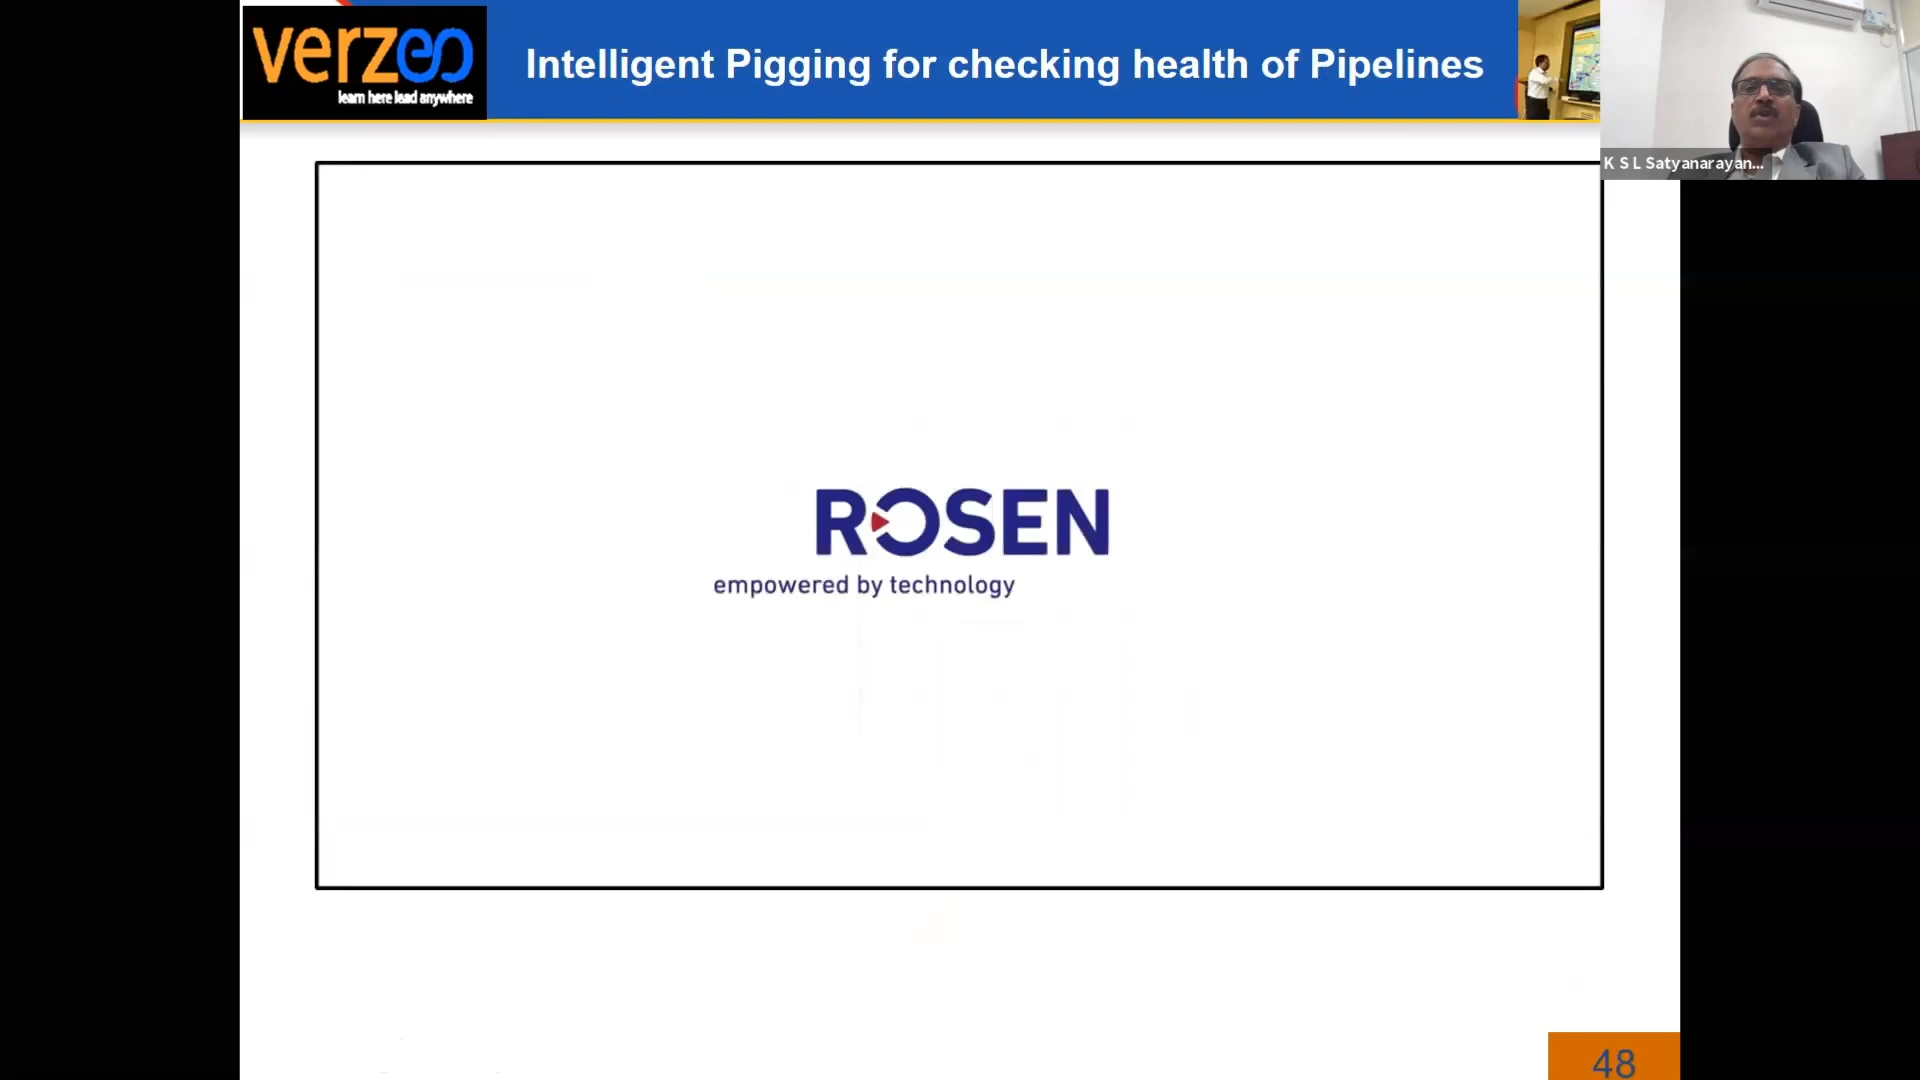 verzeo
learn here lead anywhere
Intelligent Pigging for checking health of Pipelines
K S L Satyanarayan...
ROSEN
empowered by technology
48